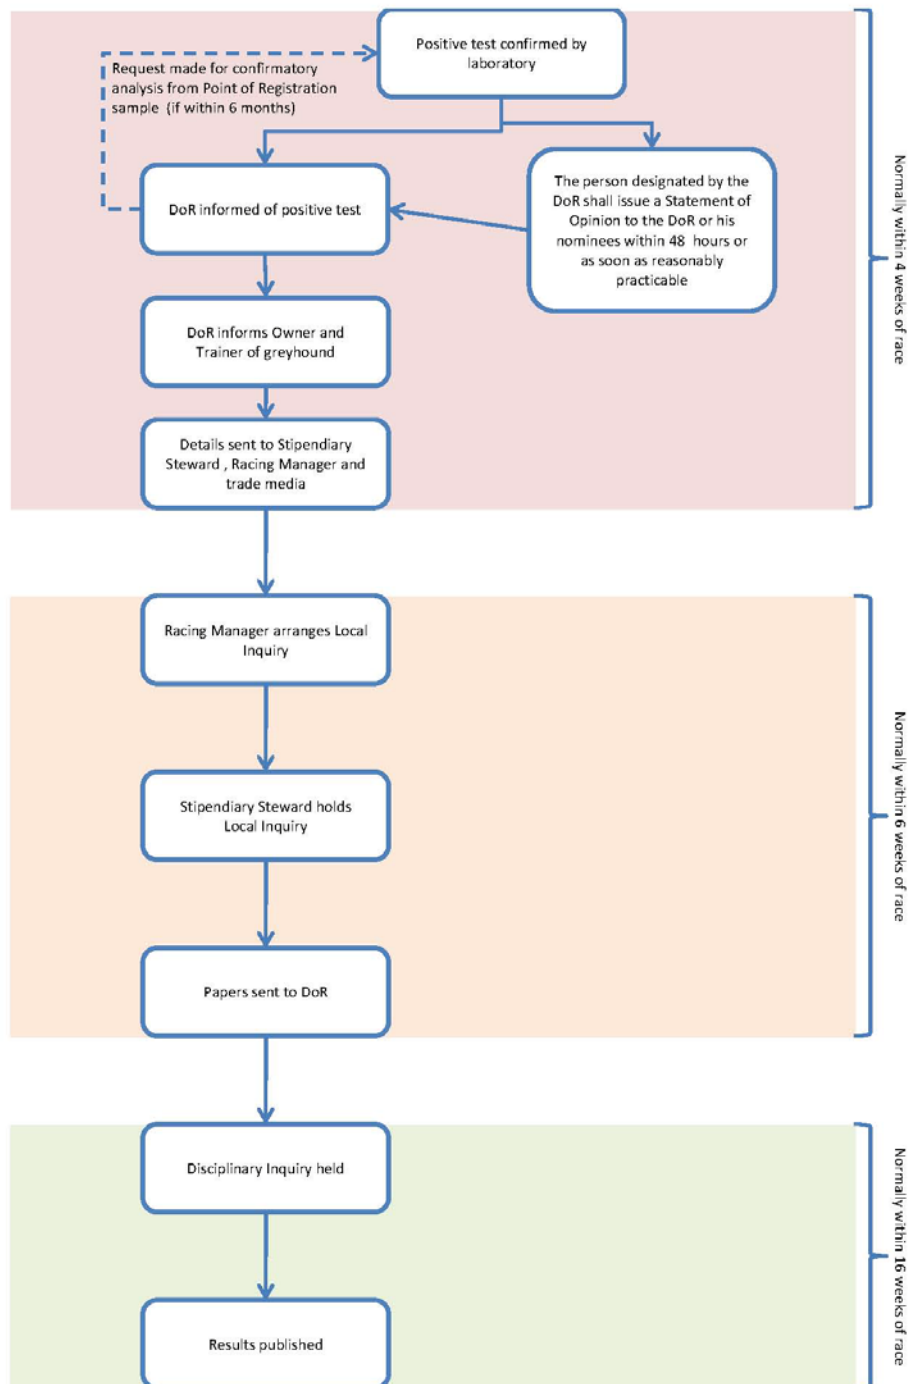 Positive test confirmed by
laboratory
Request made for confirmatory
analysis from Point of Registration
sample (if within 6 months)
DoR informed of positive test
The person designated by the
DoR shall issue a Statement of
Opinion to the DoR or his
nominees within 48 hours or
as soon as reasonably
practicable
DoR informs Owner and
Trainer of greyhound
Details sent to Stipendiary
Steward , Racing Manager and
trade media
Normally within 4 weeks of race
Racing Manager arranges Local
Inquiry
Stipendiary Steward holds
Local Inquiry
Papers sent to DoR
Normally within 6 weeks of race
Disciplinary Inquiry held
Results published
Normally within 16 weeks of race